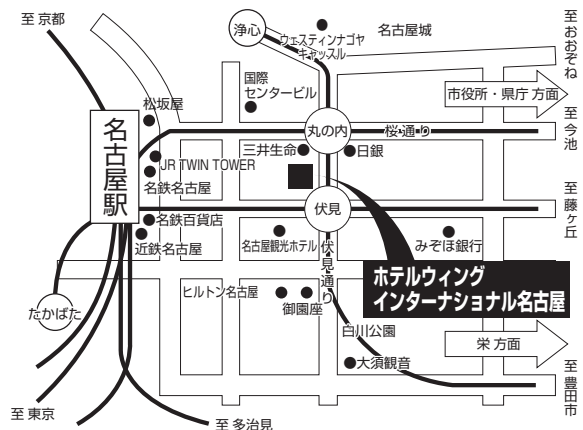 至 京都
浄心
ウェスティンナゴヤ
キャッスル
名古屋城
至おおぞね
国際
センタービル
市役所・県庁 方面
松坂屋
至今池
丸の内
桜通り
名古屋駅
三井生命
日銀
JR TWIN TOWER
名鉄名古屋
至藤ヶ丘
伏見
名鉄百貨店
近鉄名古屋
名古屋観光ホテル
伏見通り
みずほ銀行
ホテルウィング
インターナショナル名古屋
ヒルトン名古屋
御園座
たかばた
白川公園
栄 方面
大須観音
至豊田市
至 東京
至 多治見